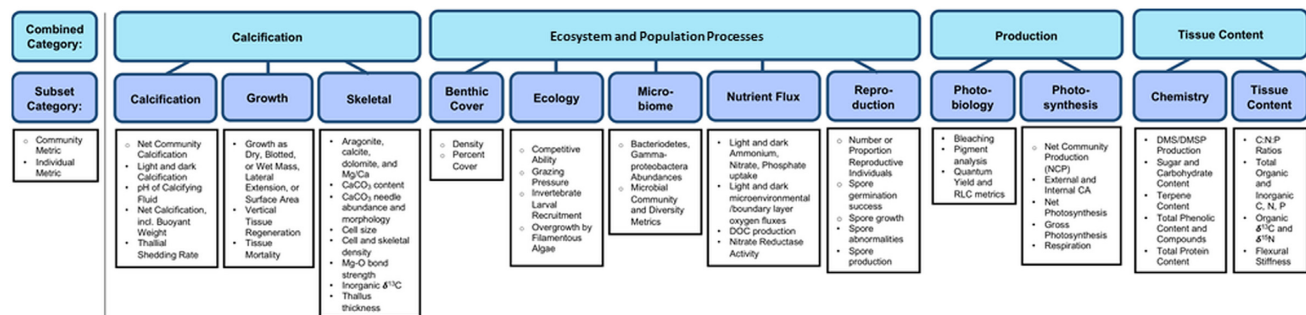 Combined
Category:
Calcification
Ecosystem and Population Processes
Production
Tissue Content
Subset
Category:
Calcification
Growth
Skeletal
Benthic
Cover
Ecology
Micro-
biome
Nutrient Flux
Repro-
duction
Photo-
biology
Photo-
synthesis
Chemistry
Tissue
Content
○ Community
Metric
• Individual
Metric
○ Net Community
Calcification
• Light and dark
Calcification
• pH of Calcifying
Fluid
• Net Calcification,
incl. Buoyant
Weight
• Thallial
Shedding Rate
• Growth as
Dry, Blotted,
or Wet Mass,
Lateral
Extension, or
Surface Area
• Vertical
Tissue
Regeneration
• Tissue
Mortality
• Aragonite,
calcite,
dolomite, and
Mg/Ca
• CaCO₃ content
• CaCO₃ needle
abundance and
morphology
• Cell size
• Cell and skeletal
density
• Mg-O bond
strength
• Inorganic δ¹³C
• Thallus
thickness
○ Density
○ Percent
Cover
○ Competitive
Ability
○ Grazing
Pressure
○ Invertebrate
Larval
Recruitment
○ Overgrowth by
Filamentous
Algae
○ Bacteriodetes,
Gamma-
proteobacteria
Abundances
○ Microbial
Community
and Diversity
Metrics
• Light and dark
Ammonium,
Nitrate, Phosphate
uptake
• Light and dark
microenvironmental
/boundary layer
oxygen fluxes
• DOC production
• Nitrate Reductase
Activity
○ Number or
Proportion
Reproductive
Individuals
○ Spore
germination
success
○ Spore growth
○ Spore
abnormalities
○ Spore
production
• Bleaching
• Pigment
analysis
• Quantum
Yield and
RLC metrics
○ Net Community
Production
(NCP)
• External and
Internal CA
• Net
Photosynthesis
• Gross
Photosynthesis
• Respiration
• DMS/DMSP
Production
• Sugar and
Carbohydrate
Content
• Terpene
Content
• Total Phenolic
Content and
Compounds
• Total Protein
Content
• C:N:P
Ratios
• Total
Organic
and
Inorganic
C, N, P
• Organic
δ¹³C and
δ¹⁵N
• Flexural
Stiffness